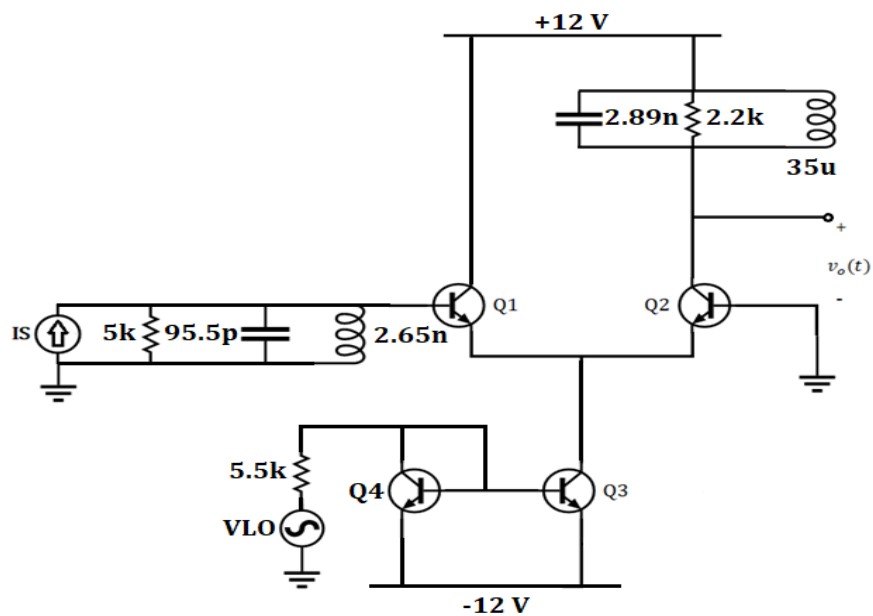 +12 V
2.89n
2.2k
35u
+
v_o(t)
-
Q1
Q2
IS
5k
95.5p
2.65n
5.5k
Q4
Q3
VLO
-12 V